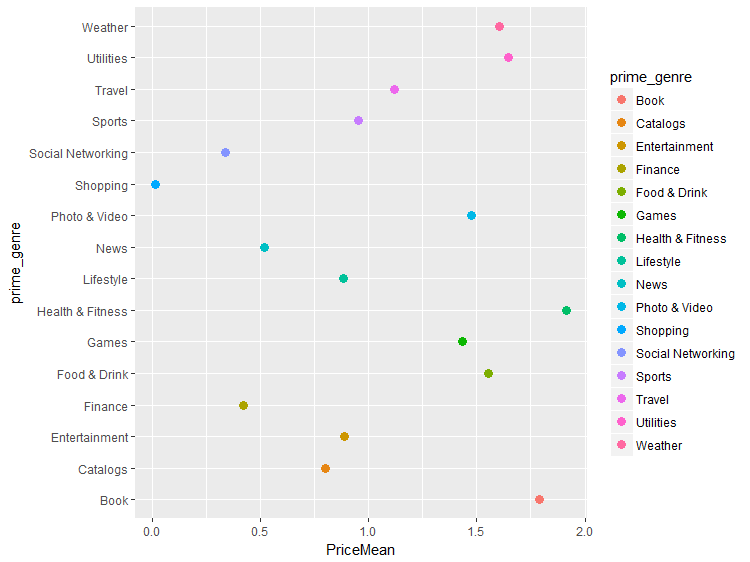 Weather
Utilities
Travel
Sports
Social Networking
Shopping
Photo & Video
News
Lifestyle
Health & Fitness
Games
Food & Drink
Finance
Entertainment
Catalogs
Book
prime_genre
0.0 0.5 1.0 1.5 2.0
PriceMean
prime_genre
Book
Catalogs
Entertainment
Finance
Food & Drink
Games
Health & Fitness
Lifestyle
News
Photo & Video
Shopping
Social Networking
Sports
Travel
Utilities
Weather